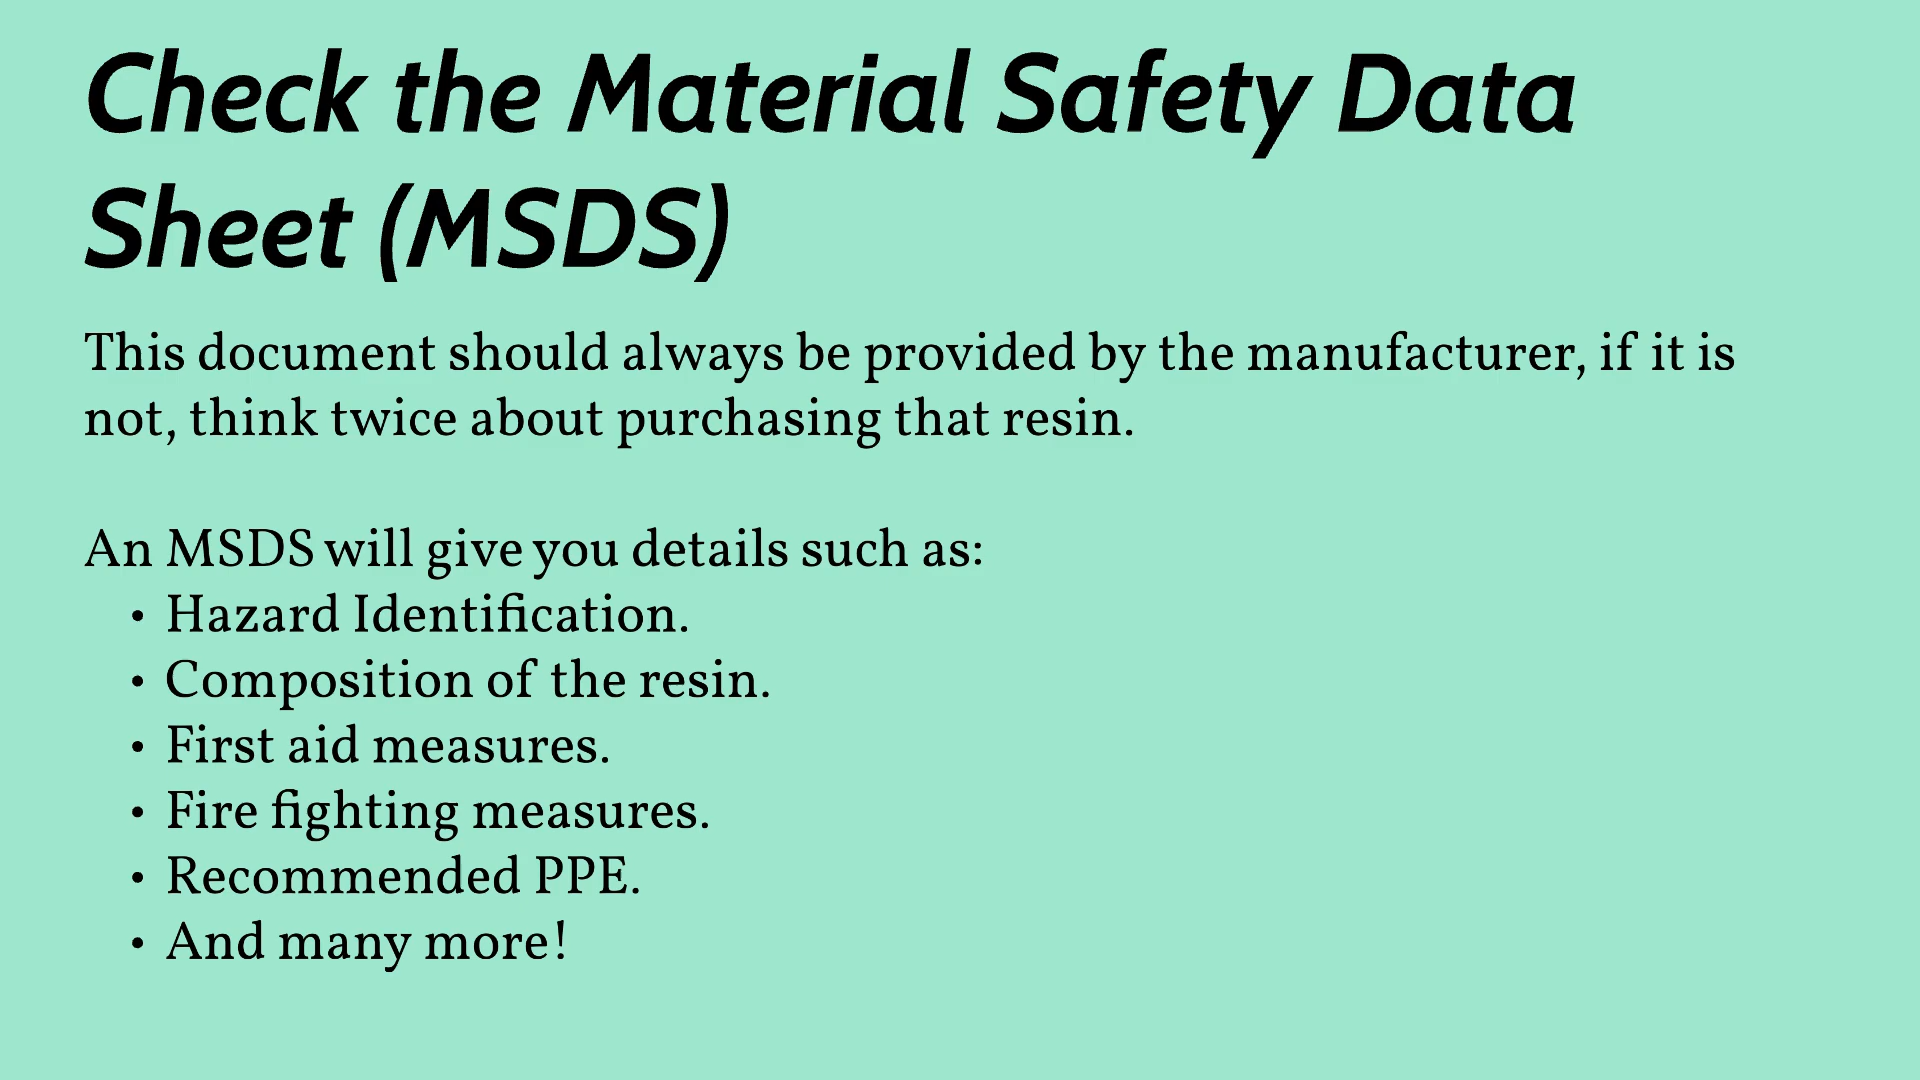 Check the Material Safety Data
Sheet (MSDS)
This document should always be provided by the manufacturer, if it is
not, think twice about purchasing that resin.
An MSDS will give you details such as:
• Hazard Identification.
• Composition of the resin.
• First aid measures.
• Fire fighting measures.
• Recommended PPE.
• And many more!